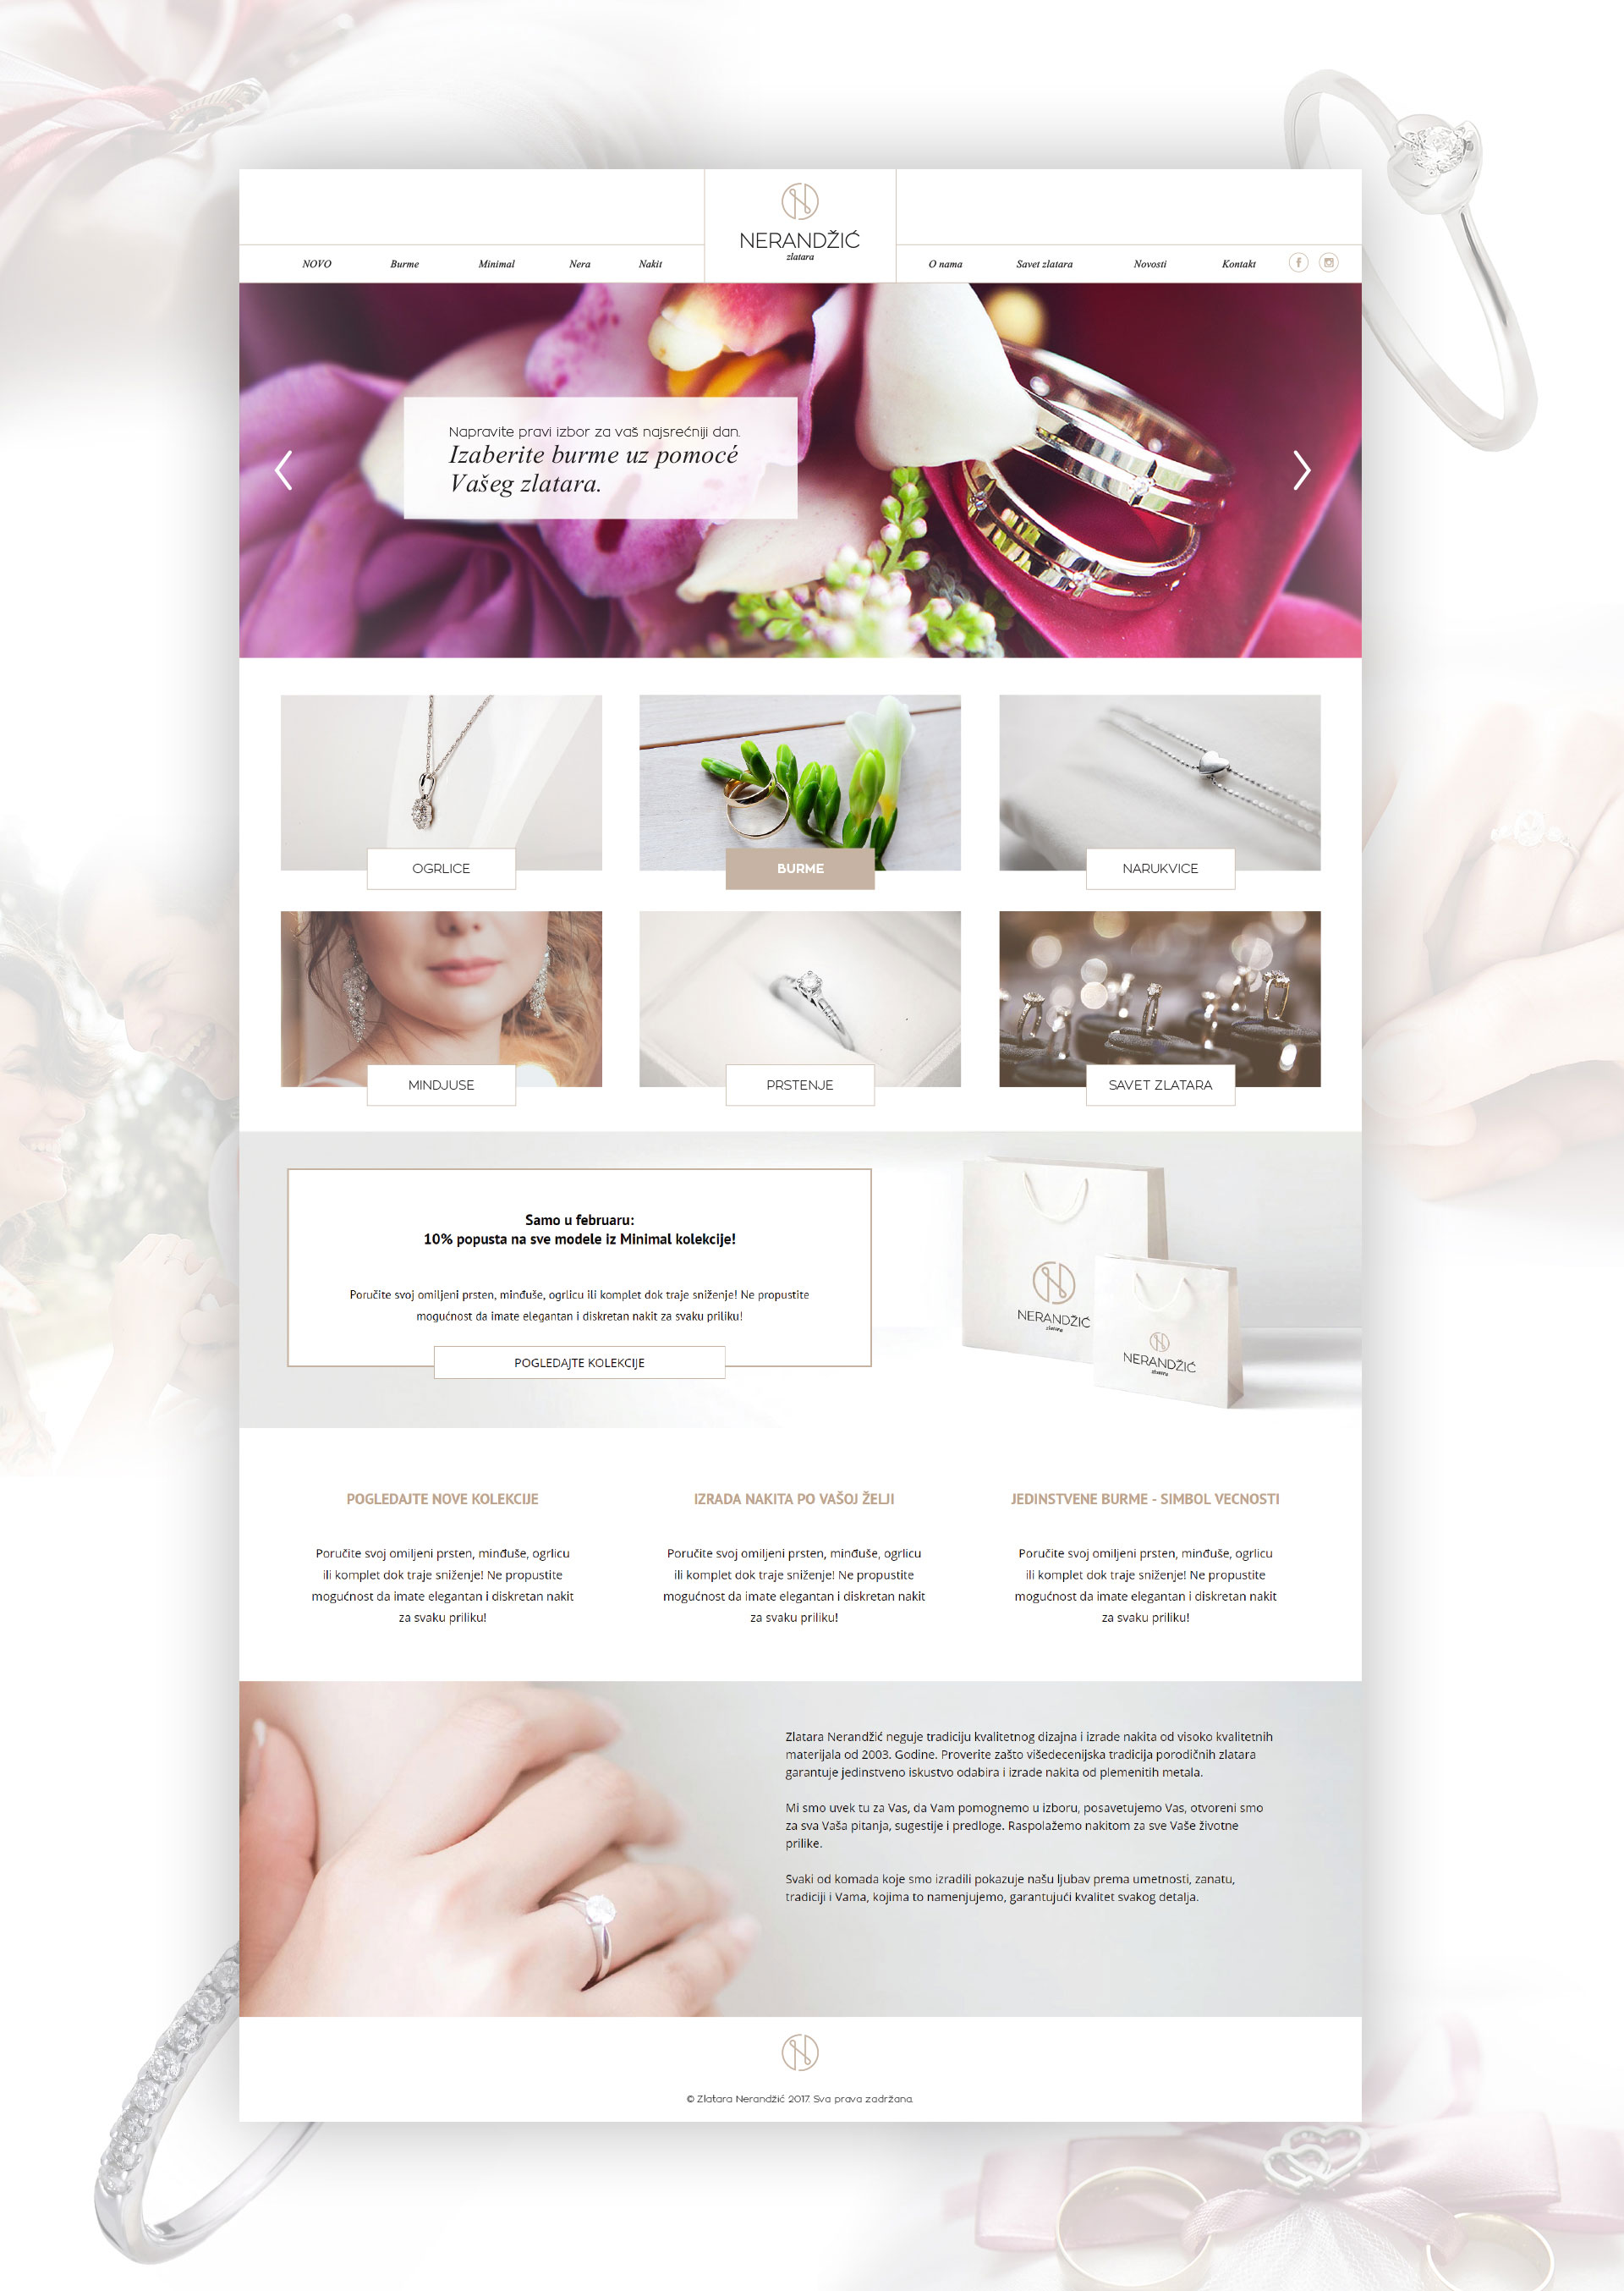 NERANDŽIĆ
zlatara
NOVO Burme Minimal Nera Nakit O nama Savet zlatara Novosti Kontakt
Napravite pravi izbor za vaš najsrećniji dan.
Izaberite burme uz pomocé
Vašeg zlatara.
OGRLICE
BURME
NARUKVICE
MINDJUSE
PRSTENJE
SAVET ZLATARA
Samo u februaru:
10% popusta na sve modele iz Minimal kolekcije!
Poručite svoj omiljeni prsten, minđuše, ogrlicu ili komplet dok traje sniženje! Ne propustite
mogućnost da imate elegantan i diskretan nakit za svaku priliku!
POGLEDAJTE KOLEKCIJE
NERANDŽIĆ
zlatara
NERANDŽIĆ
zlatara
POGLEDAJTE NOVE KOLEKCIJE
Poručite svoj omiljeni prsten, minđuše, ogrlicu
ili komplet dok traje sniženje! Ne propustite
mogućnost da imate elegantan i diskretan nakit
za svaku priliku!
IZRADA NAKITA PO VAŠOJ ŽELJI
Poručite svoj omiljeni prsten, minđuše, ogrlicu
ili komplet dok traje sniženje! Ne propustite
mogućnost da imate elegantan i diskretan nakit
za svaku priliku!
JEDINSTVENE BURME - SIMBOL VECNOSTI
Poručite svoj omiljeni prsten, minđuše, ogrlicu
ili komplet dok traje sniženje! Ne propustite
mogućnost da imate elegantan i diskretan nakit
za svaku priliku!
Zlatara Nerandžić neguje tradiciju kvalitetnog dizajna i izrade nakita od visoko kvalitetnih
materijala od 2003. Godine. Proverite zašto višedecenijska tradicija porodičnih zlatara
garantuje jedinstveno iskustvo odabira i izrade nakita od plemenitih metala.
Mi smo uvek tu za Vas, da Vam pomognemo u izboru, posavetujemo Vas, otvoreni smo
za sva Vaša pitanja, sugestije i predloge. Raspolažemo nakitom za sve Vaše životne
prilike.
Svaki od komada koje smo izradili pokazuje našu ljubav prema umetnosti, zanatu,
tradiciji i Vama, kojima to namenjujemo, garantujući kvalitet svakog detalja.
© Zlatara Nerandžić 2017. Sva prava zadržana.